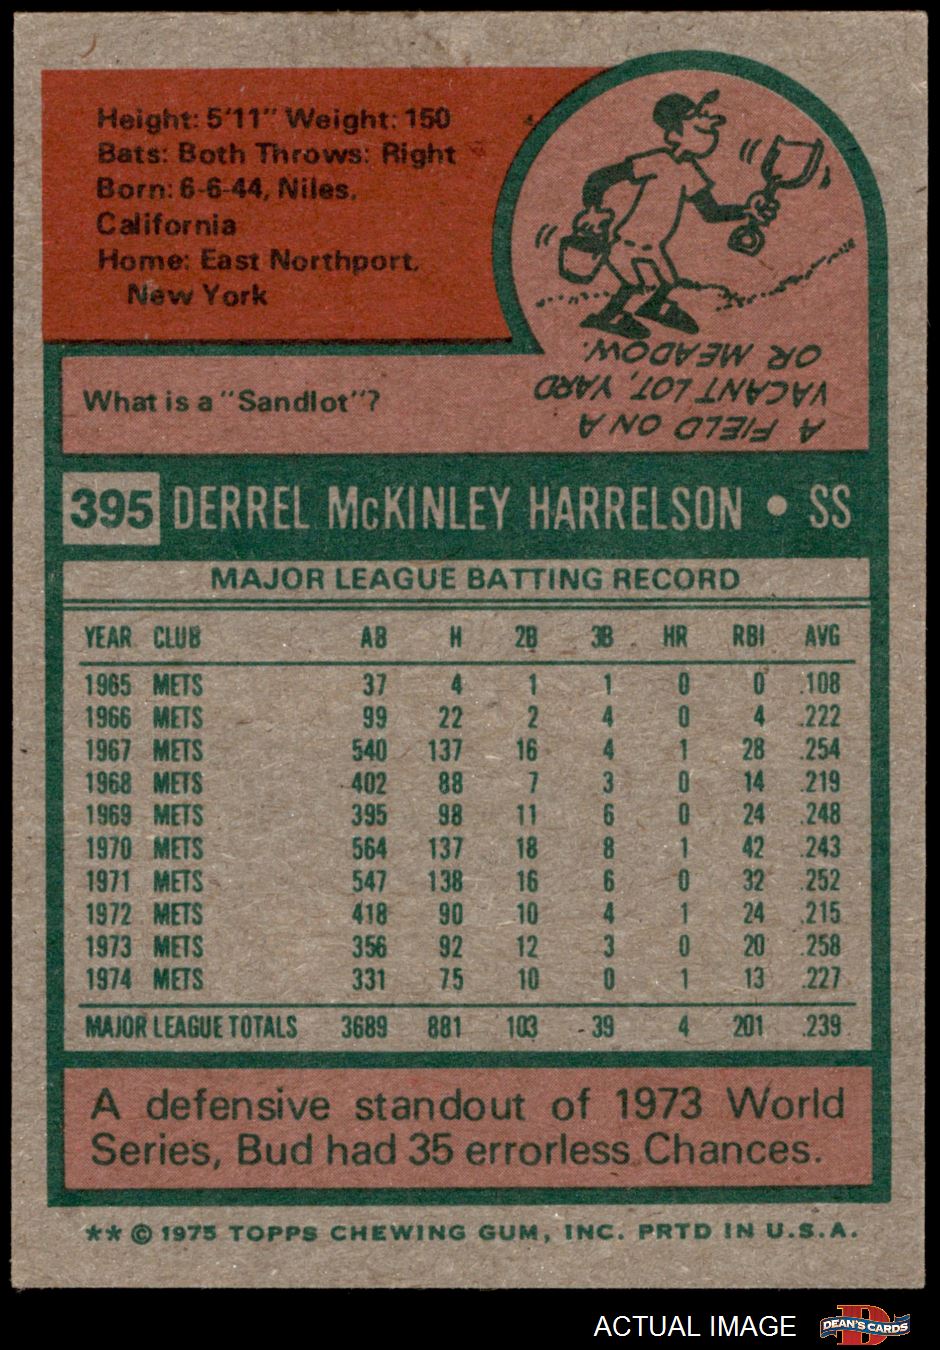 Height: 5'11" Weight: 150
Bats: Both Throws: Right
Born: 6-6-44, Niles,
California
Home: East Northport,
New York
What is a "Sandlot"?
A FIELD ON A
VACANT LOT, YARD
OR MEADOW.
395 DERREL McKINLEY HARRELSON • SS
MAJOR LEAGUE BATTING RECORD
YEAR CLUB AB H 2B 3B HR RBI AVG
1965 METS 37 4 1 1 0 0 .108
1966 METS 99 22 2 4 0 4 .222
1967 METS 540 137 16 4 1 28 .254
1968 METS 402 88 7 3 0 14 .219
1969 METS 395 98 11 6 0 24 .248
1970 METS 564 137 18 8 1 42 .243
1971 METS 547 138 16 6 0 32 .252
1972 METS 418 90 10 4 1 24 .215
1973 METS 356 92 12 3 0 20 .258
1974 METS 331 75 10 0 1 13 .227
MAJOR LEAGUE TOTALS 3689 881 103 39 4 201 .239
A defensive standout of 1973 World
Series, Bud had 35 errorless Chances.
** © 1975 TOPPS CHEWING GUM, INC. PRTD IN U.S.A.
ACTUAL IMAGE
DEAN'S CARDS